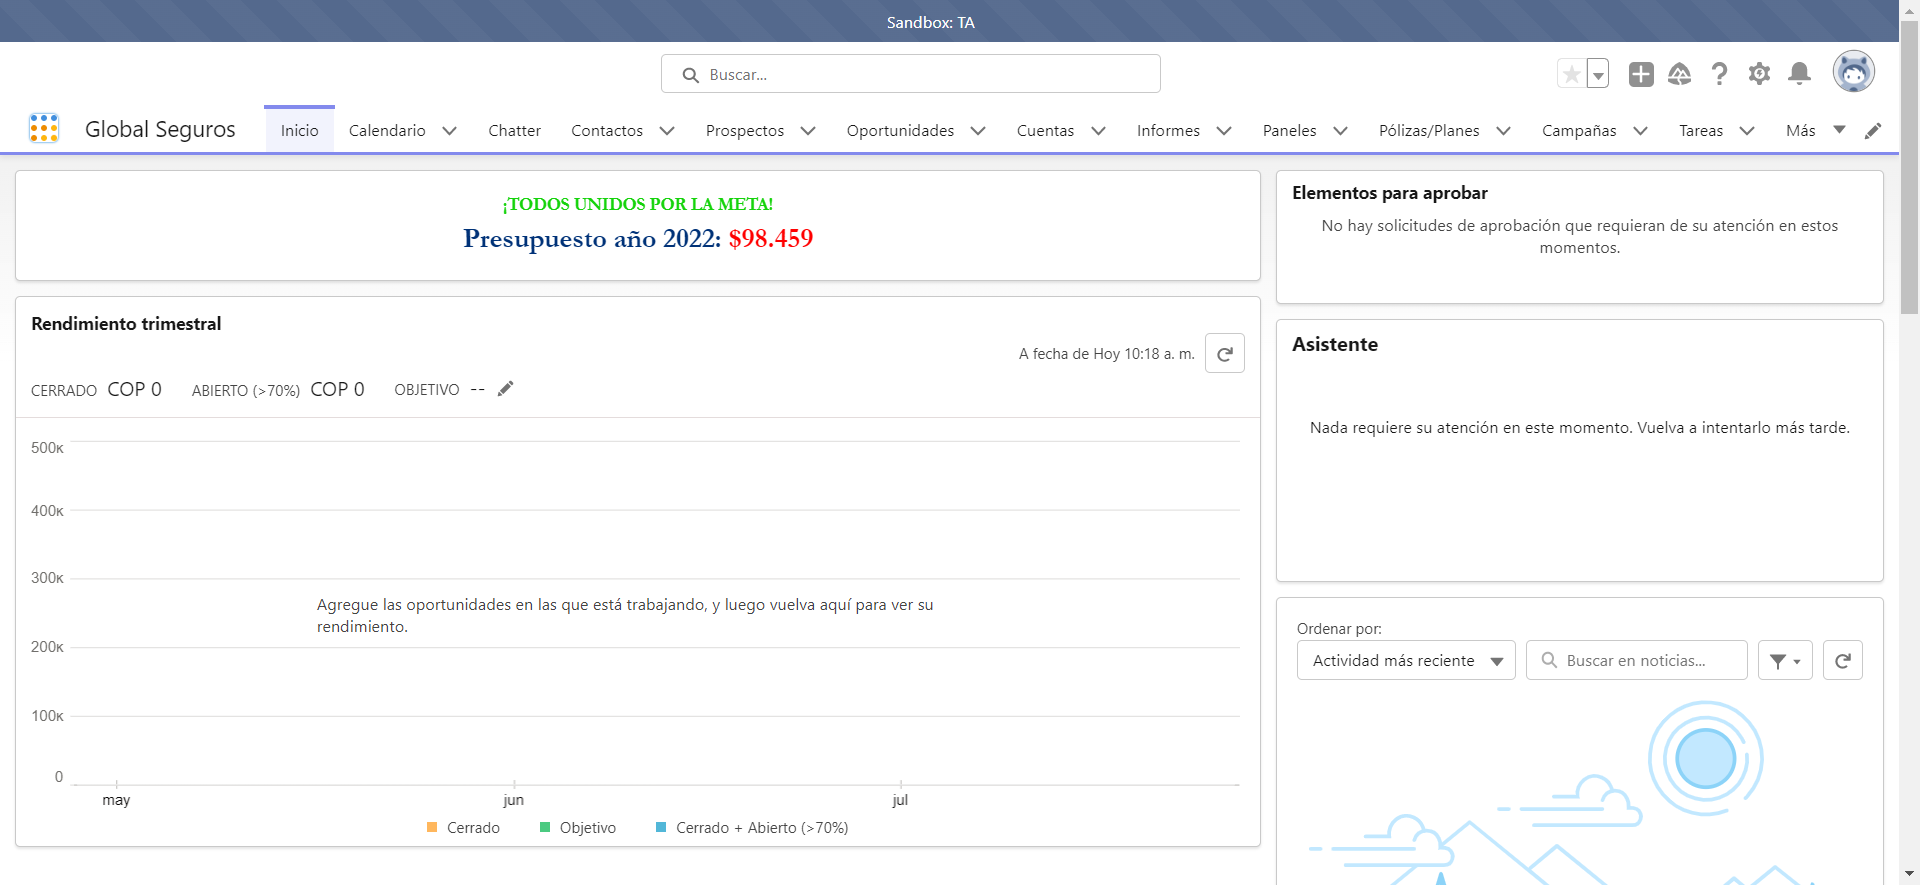 Sandbox: TA
Buscar...
Global Seguros
Inicio
Calendario
Chatter
Contactos
Prospectos
Oportunidades
Cuentas
Informes
Paneles
Pólizas/Planes
Campañas
Tareas
Más
¡TODOS UNIDOS POR LA META!
Presupuesto año 2022: $98.459
Rendimiento trimestral
A fecha de Hoy 10:18 a. m.
CERRADO COP 0 ABIERTO (>70%) COP 0 OBJETIVO --
500K
400K
300K
200K
100K
0
Agregue las oportunidades en las que está trabajando, y luego vuelva aquí para ver su
rendimiento.
may
jun
jul
Cerrado
Objetivo
Cerrado + Abierto (>70%)
Elementos para aprobar
No hay solicitudes de aprobación que requieran de su atención en estos
momentos.
Asistente
Nada requiere su atención en este momento. Vuelva a intentarlo más tarde.
Ordenar por:
Actividad más reciente
Buscar en noticias...